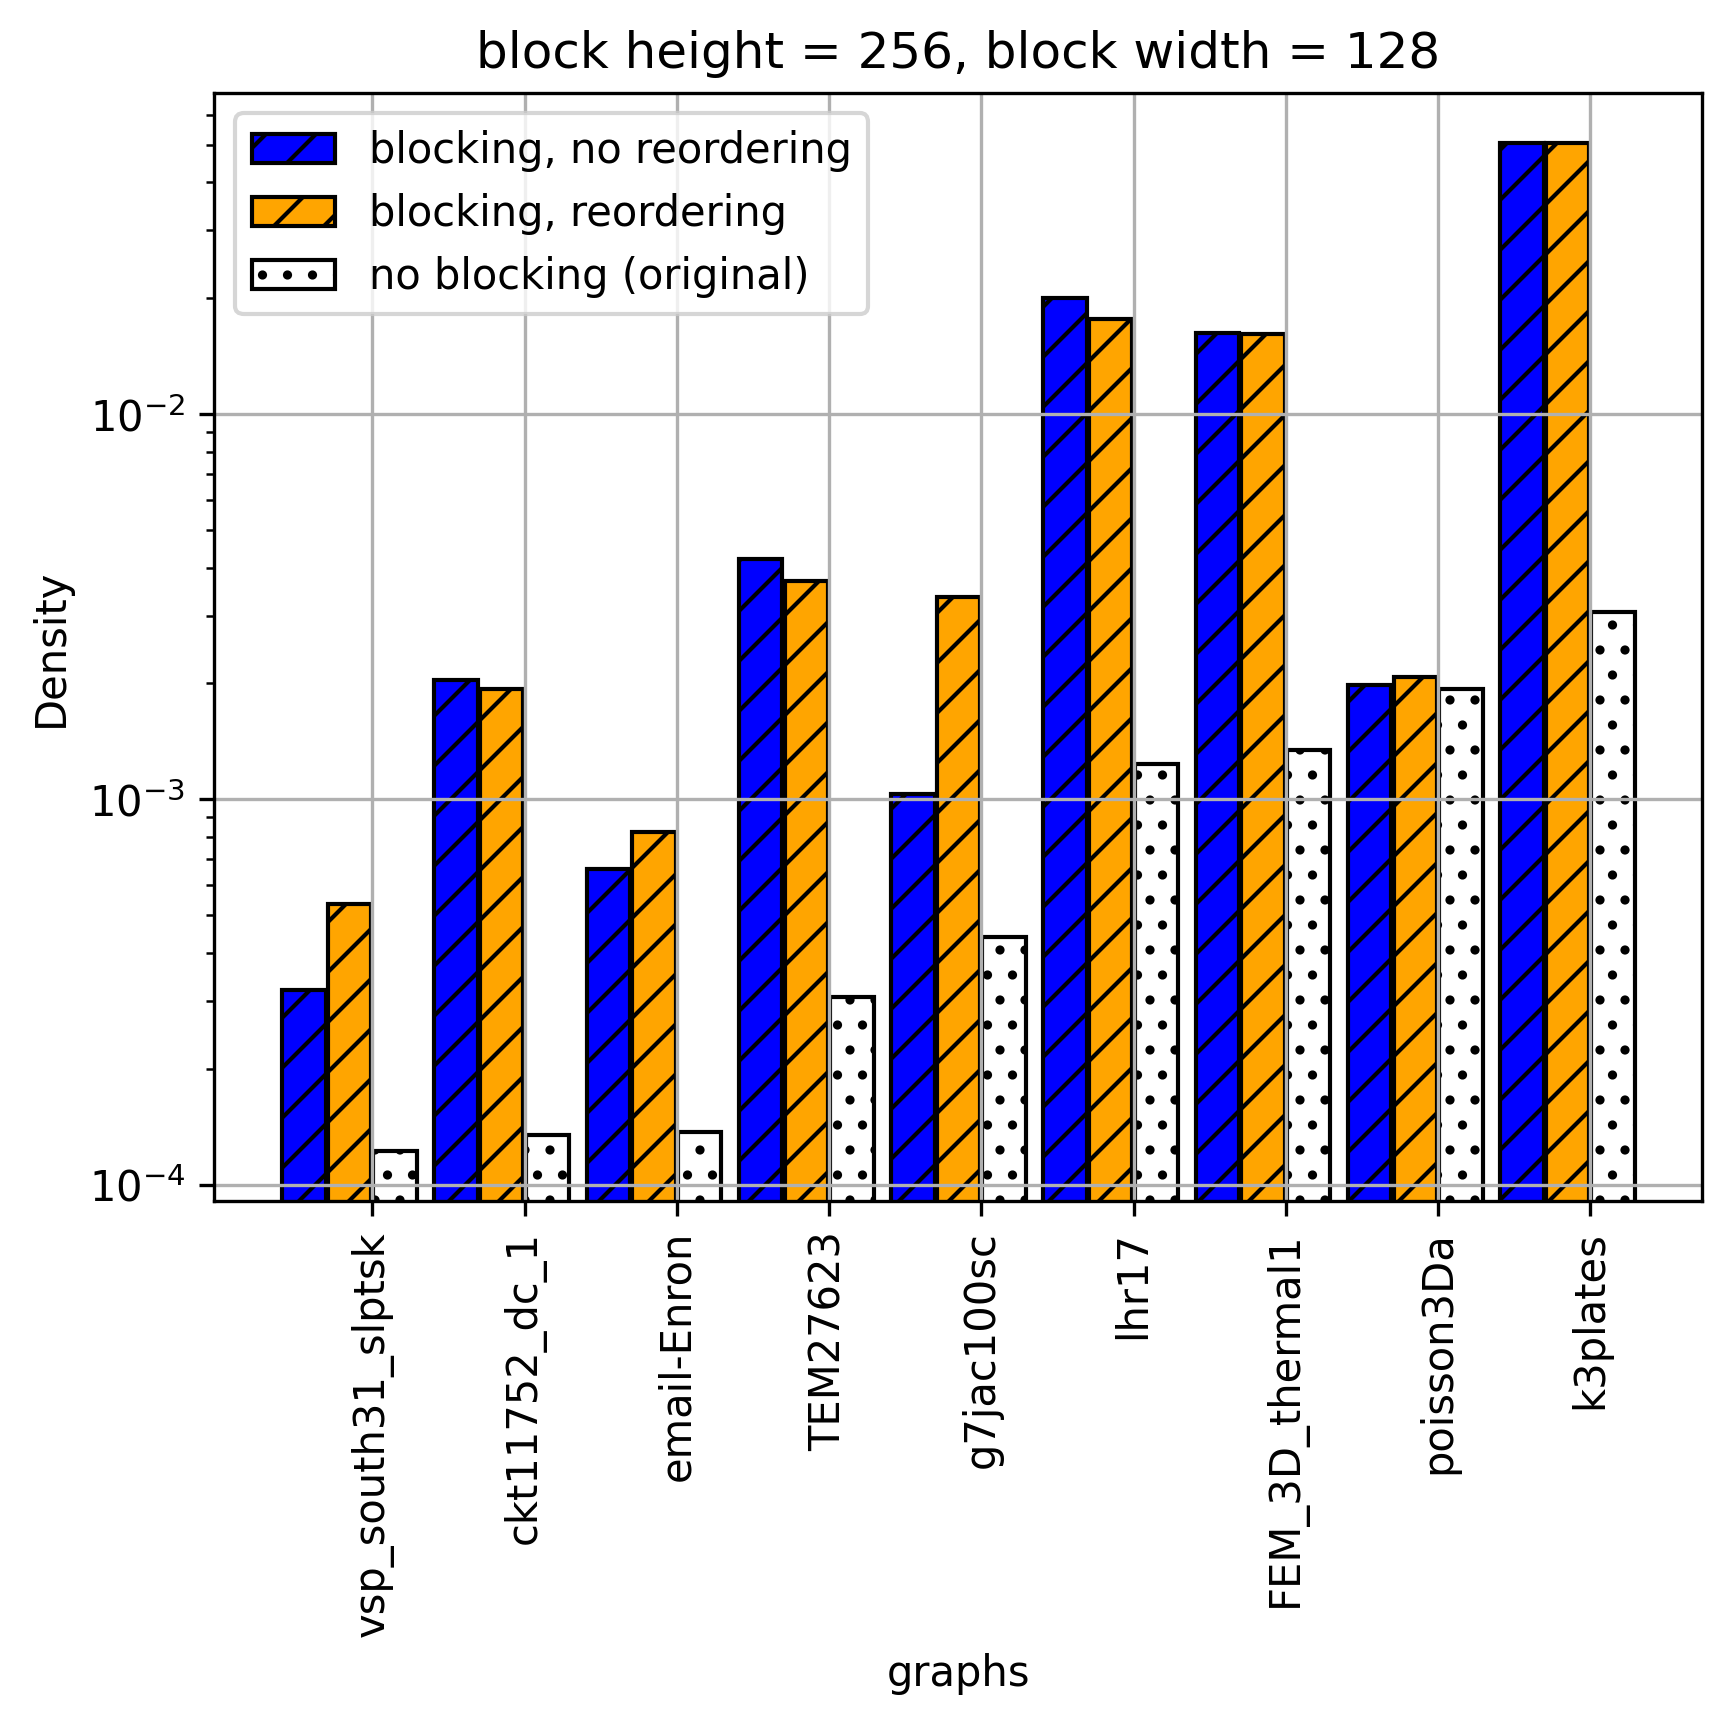 block height = 256, block width = 128
blocking, no reordering
blocking, reordering
no blocking (original)
Density
10⁻²
10⁻³
10⁻⁴
vsp_south31_slptsk
ckt11752_dc_1
email-Enron
TEM27623
g7jac100sc
lhr17
FEM_3D_thermal1
poisson3Da
k3plates
graphs